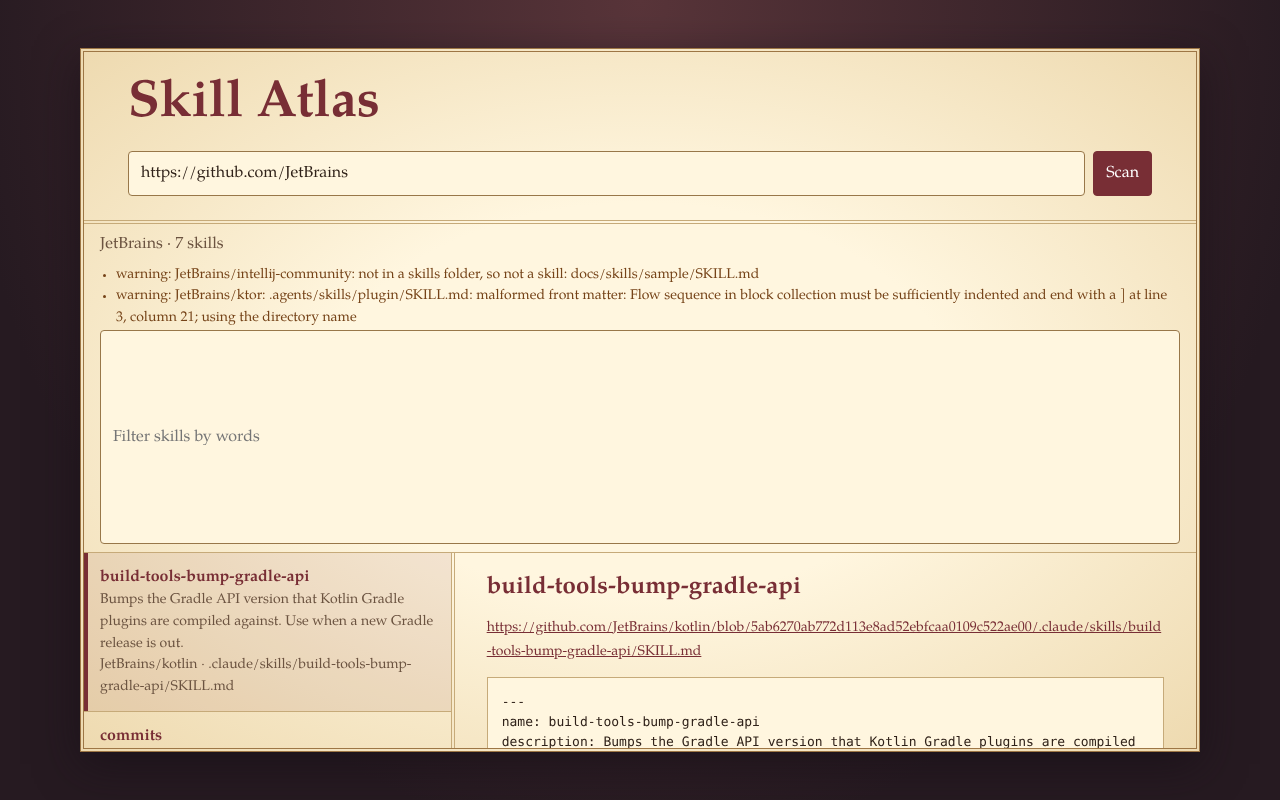 Skill Atlas
https://github.com/JetBrains
Scan
JetBrains · 7 skills
• warning: JetBrains/intellij-community: not in a skills folder, so not a skill: docs/skills/sample/SKILL.md
• warning: JetBrains/ktor: .agents/skills/plugin/SKILL.md: malformed front matter: Flow sequence in block collection must be sufficiently indented and end with a ] at line
3, column 21; using the directory name
Filter skills by words
build-tools-bump-gradle-api
Bumps the Gradle API version that Kotlin Gradle
plugins are compiled against. Use when a new Gradle
release is out.
JetBrains/kotlin · .claude/skills/build-tools-bump-
gradle-api/SKILL.md
commits
build-tools-bump-gradle-api
https://github.com/JetBrains/kotlin/blob/5ab6270ab772d113e8ad52ebfcaa0109c522ae00/.claude/skills/build
-tools-bump-gradle-api/SKILL.md
---
name: build-tools-bump-gradle-api
description: Bumps the Gradle API version that Kotlin Gradle plugins are compiled